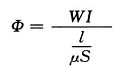 Φ = WI / (l / μS)